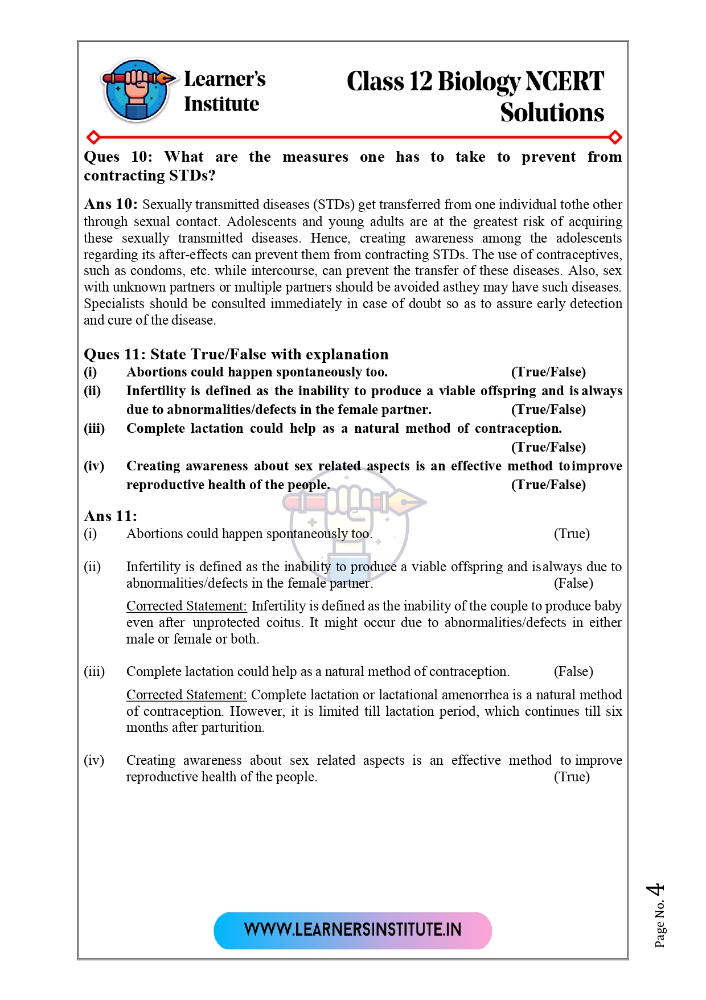 Learner's
Institute
Class 12 Biology NCERT
Solutions
Ques 10: What are the measures one has to take to prevent from
contracting STDs?
Ans 10: Sexually transmitted diseases (STDs) get transferred from one individual tothe other
through sexual contact. Adolescents and young adults are at the greatest risk of acquiring
these sexually transmitted diseases. Hence, creating awareness among the adolescents
regarding its after-effects can prevent them from contracting STDs. The use of contraceptives,
such as condoms, etc. while intercourse, can prevent the transfer of these diseases. Also, sex
with unknown partners or multiple partners should be avoided asthey may have such diseases.
Specialists should be consulted immediately in case of doubt so as to assure early detection
and cure of the disease.
Ques 11: State True/False with explanation
(i) Abortions could happen spontaneously too. (True/False)
(ii) Infertility is defined as the inability to produce a viable offspring and is always
due to abnormalities/defects in the female partner. (True/False)
(iii) Complete lactation could help as a natural method of contraception.
(True/False)
(iv) Creating awareness about sex related aspects is an effective method to improve
reproductive health of the people. (True/False)
Ans 11:
(i) Abortions could happen spontaneously too. (True)
(ii) Infertility is defined as the inability to produce a viable offspring and is always due to
abnormalities/defects in the female partner. (False)
Corrected Statement: Infertility is defined as the inability of the couple to produce baby
even after unprotected coitus. It might occur due to abnormalities/defects in either
male or female or both.
(iii) Complete lactation could help as a natural method of contraception. (False)
Corrected Statement: Complete lactation or lactational amenorrhea is a natural method
of contraception. However, it is limited till lactation period, which continues till six
months after parturition.
(iv) Creating awareness about sex related aspects is an effective method to improve
reproductive health of the people. (True)
Page No. 4
WWW.LEARNERSINSTITUTE.IN